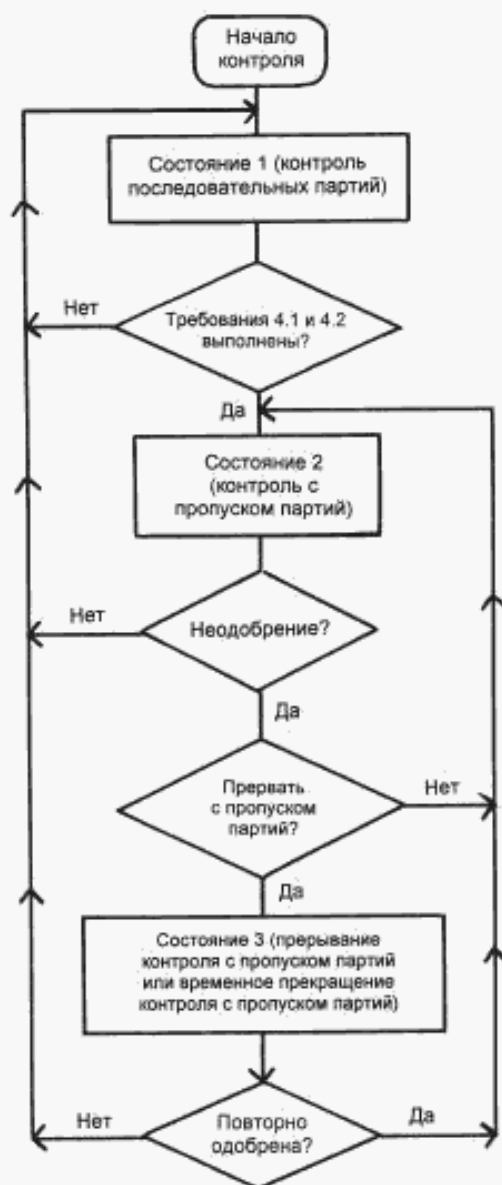 Начало
контроля
Состояние 1 (контроль
последовательных партий)
Нет
Требования 4.1 и 4.2
выполнены?
Да
Состояние 2
(контроль с
пропуском партий)
Нет
Неодобрение?
Да
Прервать
с пропуском
партий?
Нет
Да
Состояние 3 (прерывание
контроля с пропуском партий
или временное прекращение
контроля с пропуском партий)
Нет
Повторно
одобрена?
Да